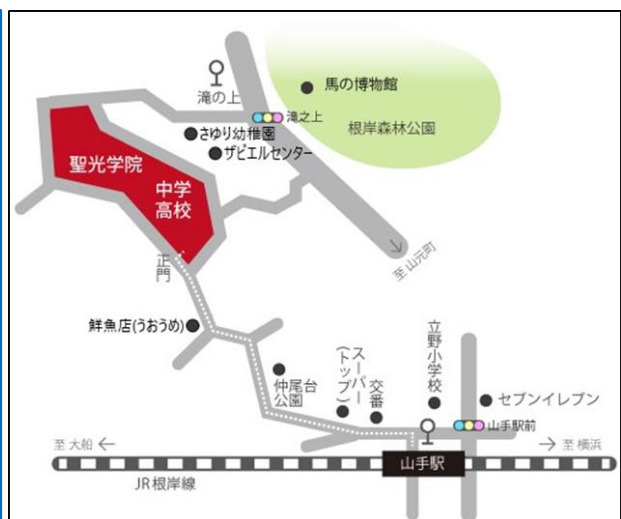 馬の博物館
滝の上
滝之上
根岸森林公園
さゆり幼稚園
ザビエルセンター
聖光学院
中学
高校
正門
至 山元町
鮮魚店(うおうめ)
仲尾台
公園
スーパー
(トップ)
交番
立野小学校
セブンイレブン
山手駅前
至 大船
至 横浜
山手駅
JR根岸線